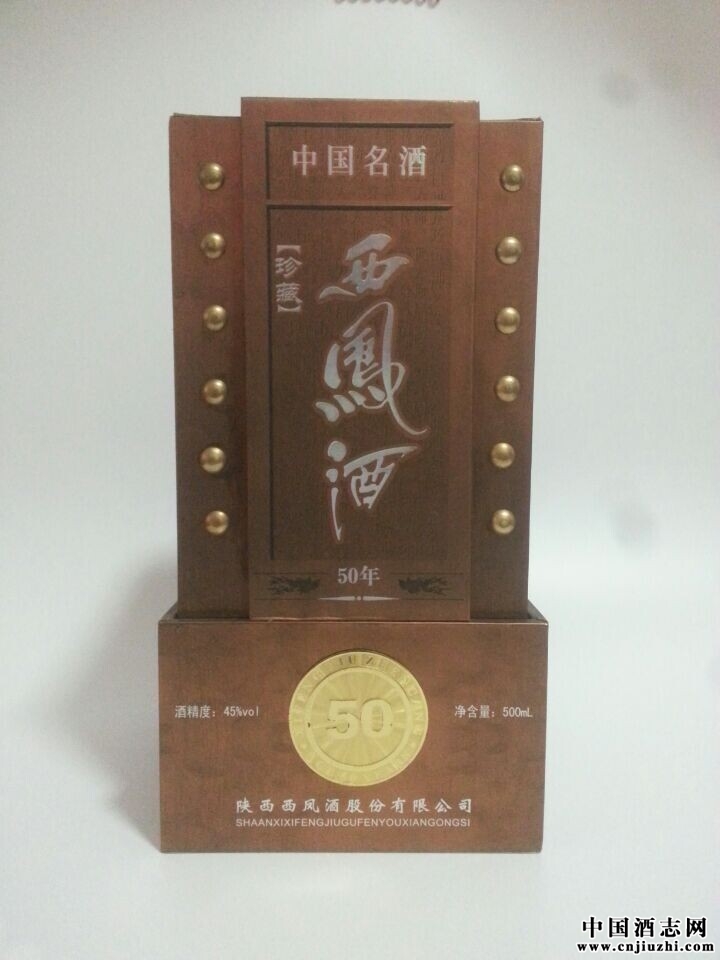 中国名酒
【珍藏】
西鳳酒
50年
XIFENGJIU ZHENCANG
50
酒精度：45%vol
净含量：500mL
陕西西凤酒股份有限公司
SHAANXIXIFENGJIUGUFENYOUXIANGONGSI
中国酒志网
www.cnjiuzhi.com